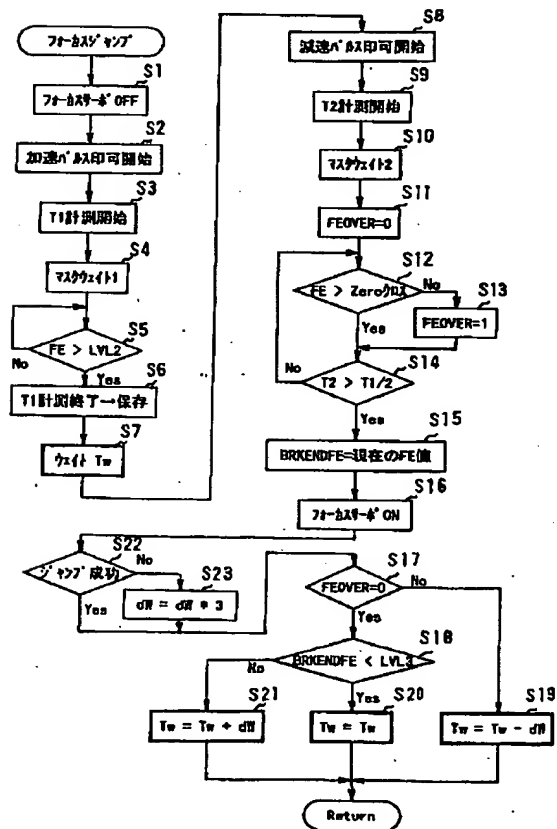 フォーカスジャンプ
S1
フォーカスサーボOFF
S2
加速パルス印可開始
S3
T1計測開始
S4
マスクウェイト1
S5
FE > LVL2
No
Yes
S6
T1計測終了→保存
S7
ウェイト Tw
S8
減速パルス印可開始
S9
T2計測開始
S10
マスクウェイト2
S11
FEOVER=0
S12
FE > Zeroクロス
No
Yes
S13
FEOVER=1
S14
T2 > T1/2
No
Yes
S15
BRKENDFE=現在のFE値
S16
フォーカスサーボON
S22
ジャンプ成功
No
Yes
S23
dW = dW * 3
S17
FEOVER=0
No
Yes
S18
BRKENDFE < LVL3
No
Yes
S21
Tw = Tw + dW
S20
Tw = Tw
S19
Tw = Tw - dW
Return